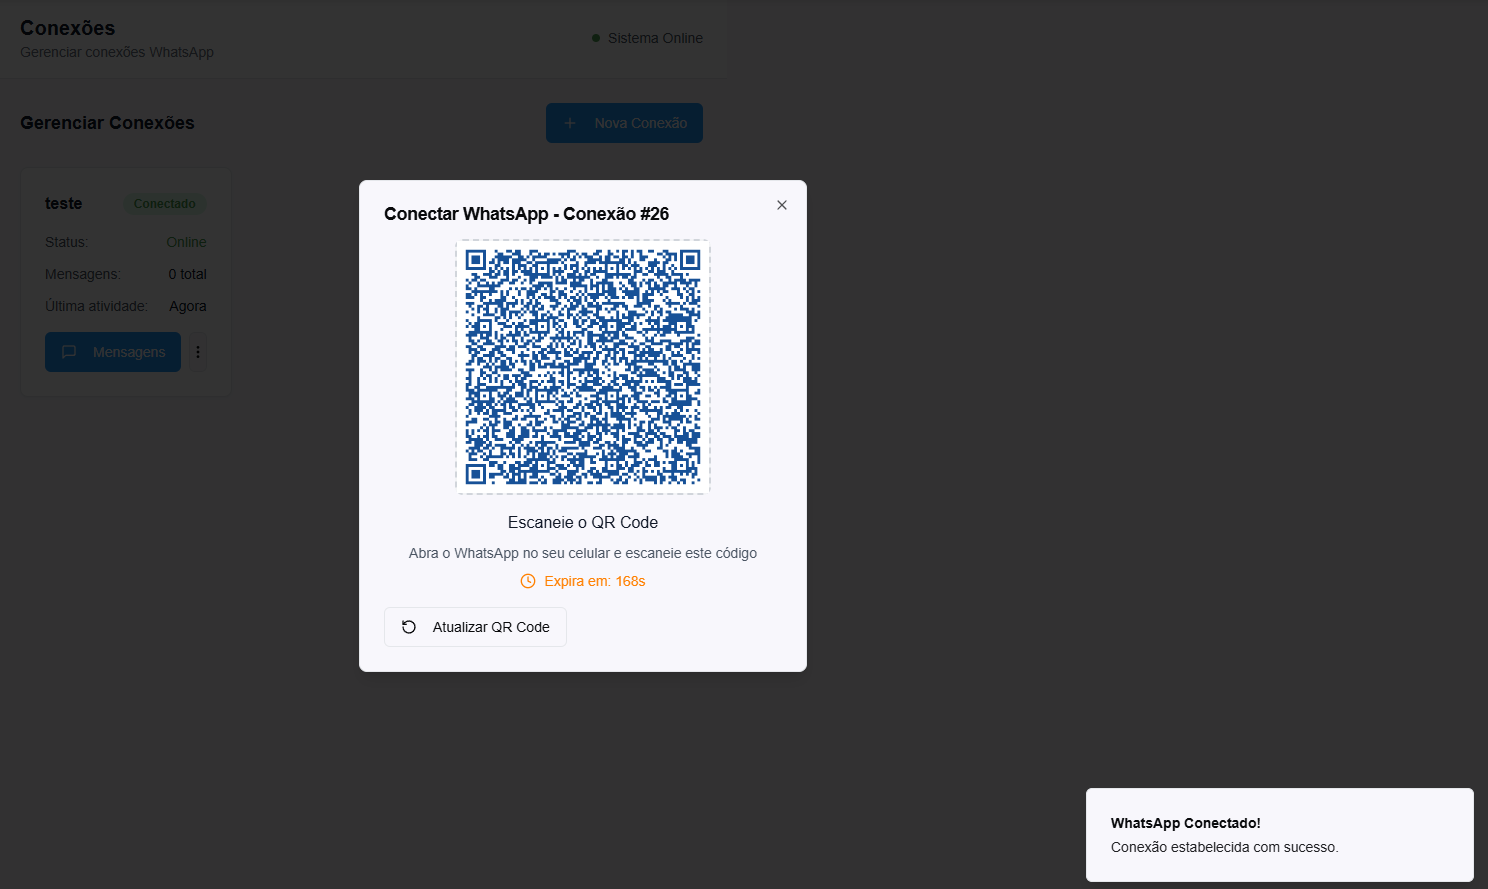 Conexões
Gerenciar conexões WhatsApp
Sistema Online
Gerenciar Conexões
Nova Conexão
teste
Conectado
Status:
Online
Mensagens:
0 total
Última atividade:
Agora
Mensagens
Conectar WhatsApp - Conexão #26
Escaneie o QR Code
Abra o WhatsApp no seu celular e escaneie este código
Expira em: 168s
Atualizar QR Code
WhatsApp Conectado!
Conexão estabelecida com sucesso.